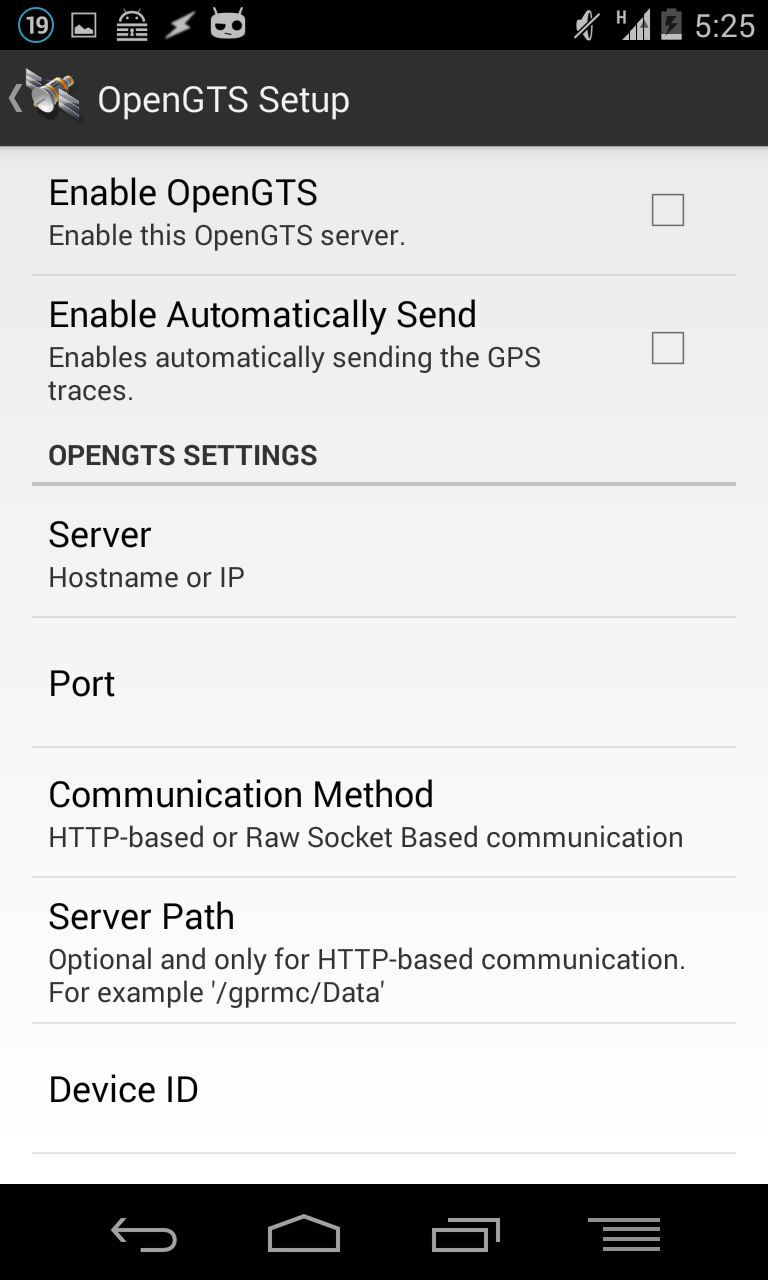 19
H
5:25
OpenGTS Setup
Enable OpenGTS
Enable this OpenGTS server.
Enable Automatically Send
Enables automatically sending the GPS
traces.
OPENGTS SETTINGS
Server
Hostname or IP
Port
Communication Method
HTTP-based or Raw Socket Based communication
Server Path
Optional and only for HTTP-based communication.
For example '/gprmc/Data'
Device ID